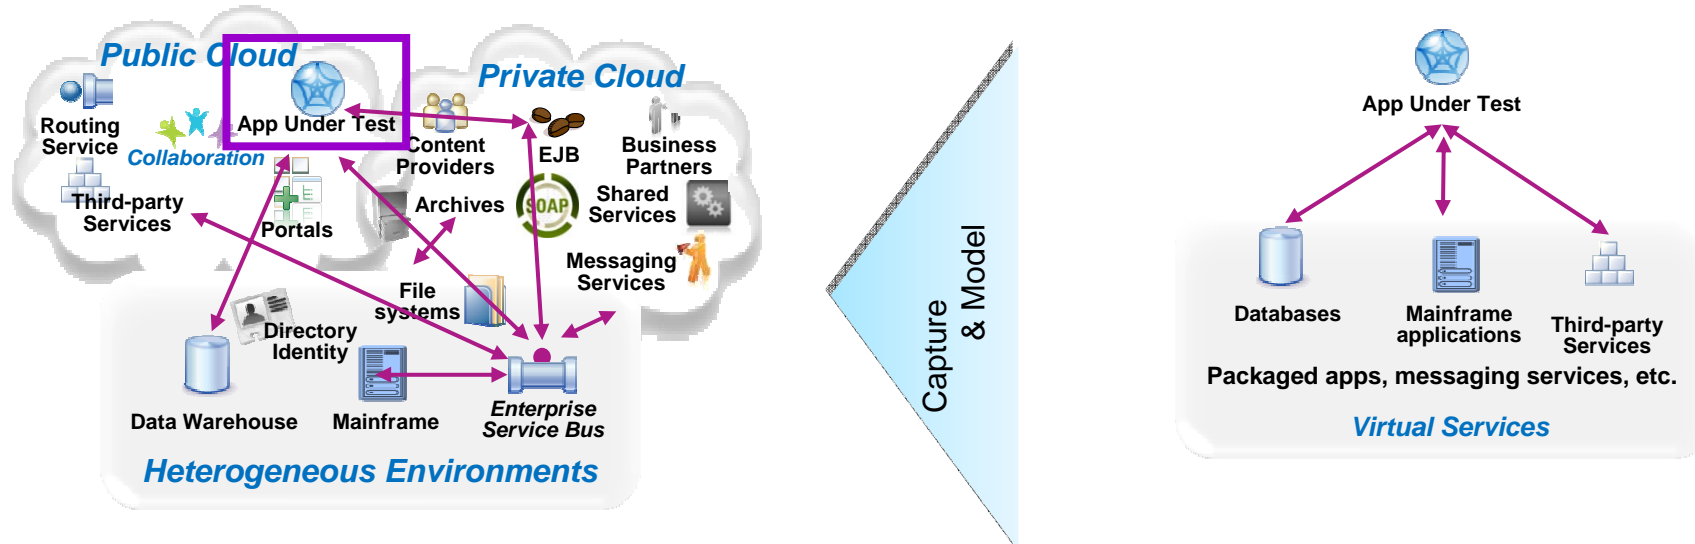 Public Cloud
Private Cloud
Routing
Service
Collaboration
App Under Test
Content
Providers
EJB
Business
Partners
Third-party
Services
Portals
Archives
SOAP
Shared
Services
Messaging
Services
File
systems
Directory
Identity
Data Warehouse
Mainframe
Enterprise
Service Bus
Heterogeneous Environments
Capture
& Model
App Under Test
Databases
Mainframe
applications
Third-party
Services
Packaged apps, messaging services, etc.
Virtual Services